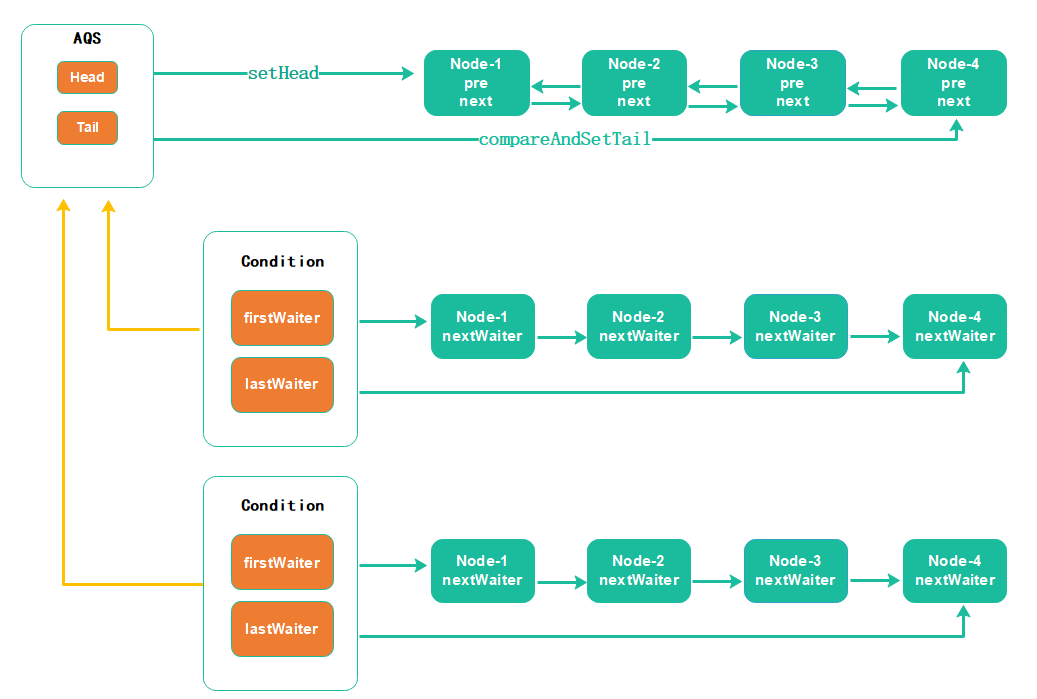 AQS
Head
Tail
setHead
compareAndSetTail
Node-1
pre
next
Node-2
pre
next
Node-3
pre
next
Node-4
pre
next
Condition
firstWaiter
lastWaiter
Node-1
nextWaiter
Node-2
nextWaiter
Node-3
nextWaiter
Node-4
nextWaiter
Condition
firstWaiter
lastWaiter
Node-1
nextWaiter
Node-2
nextWaiter
Node-3
nextWaiter
Node-4
nextWaiter